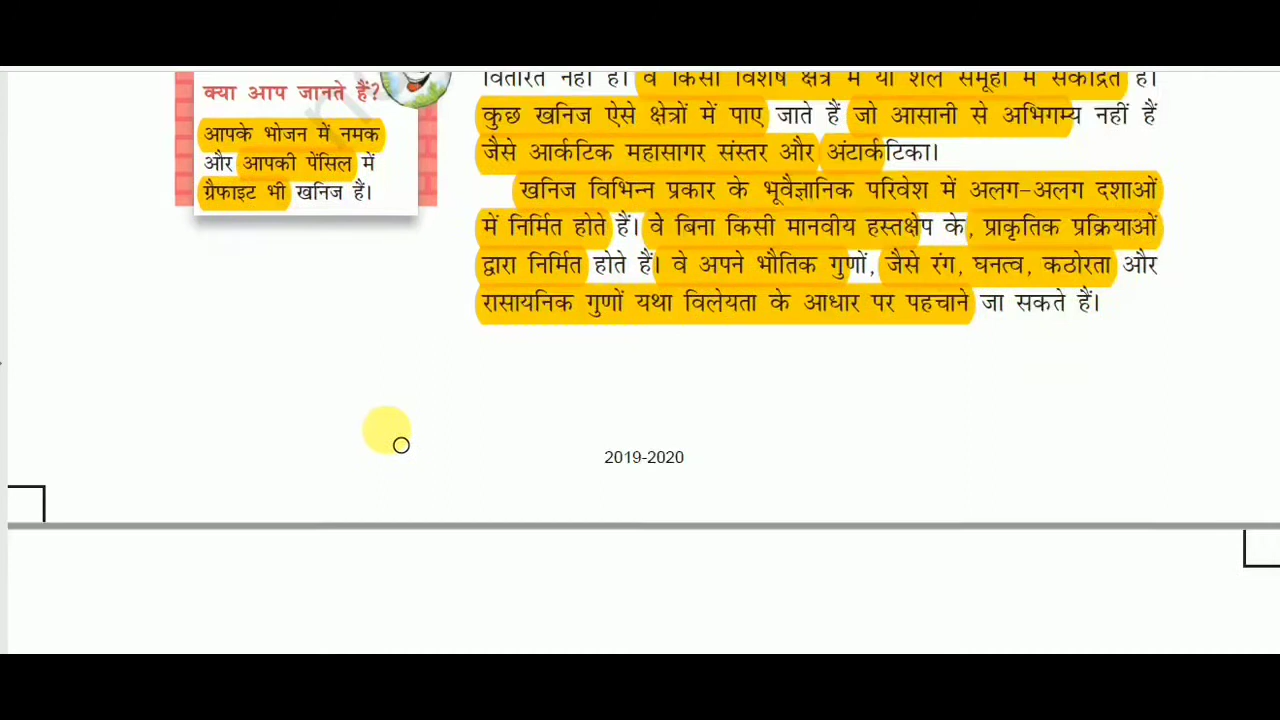 क्या आप जानते हैं?
आपके भोजन में नमक
और आपकी पेंसिल में
ग्रैफाइट भी खनिज हैं।
वितरित नहीं हैं। वे किसी विशेष क्षेत्र में या शैल समूहों में संकेंद्रित हैं।
कुछ खनिज ऐसे क्षेत्रों में पाए जाते हैं जो आसानी से अभिगम्य नहीं हैं
जैसे आर्कटिक महासागर संस्तर और अंटार्कटिका।
खनिज विभिन्न प्रकार के भूवैज्ञानिक परिवेश में अलग-अलग दशाओं
में निर्मित होते हैं। वे बिना किसी मानवीय हस्तक्षेप के, प्राकृतिक प्रक्रियाओं
द्वारा निर्मित होते हैं। वे अपने भौतिक गुणों, जैसे रंग, घनत्व, कठोरता और
रासायनिक गुणों यथा विलेयता के आधार पर पहचाने जा सकते हैं।
2019-2020